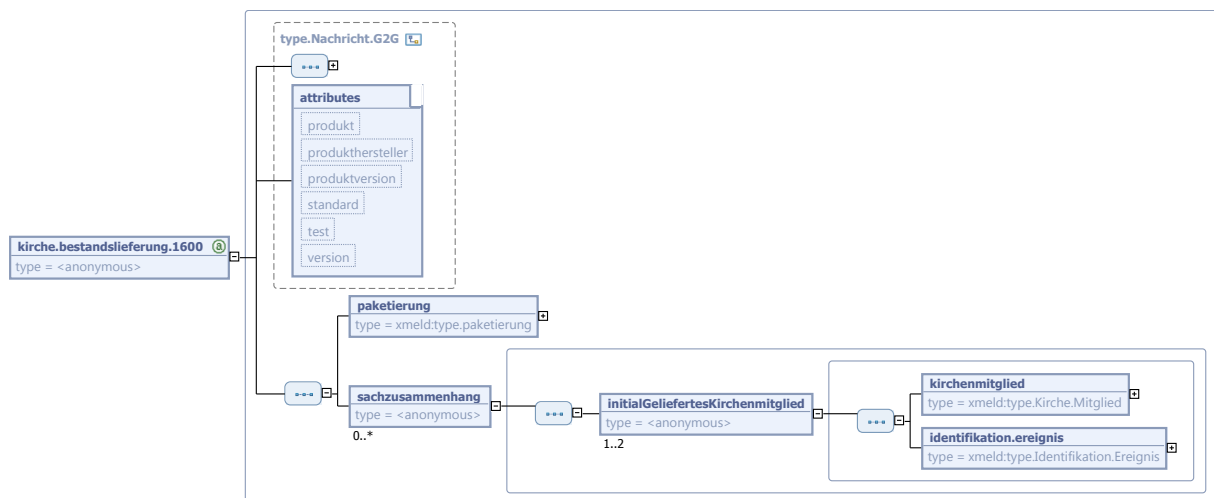 type.Nachricht.G2G
attributes
produkt
produkthersteller
produktversion
standard
test
version
kirche.bestandslieferung.1600 a
type = <anonymous>
paketierung
type = xmeld:type.paketierung
sachzusammenhang
type = <anonymous>
0..*
initialGeliefertesKirchenmitglied
type = <anonymous>
1..2
kirchenmitglied
type = xmeld:type.Kirche.Mitglied
identifikation.ereignis
type = xmeld:type.Identifikation.Ereignis